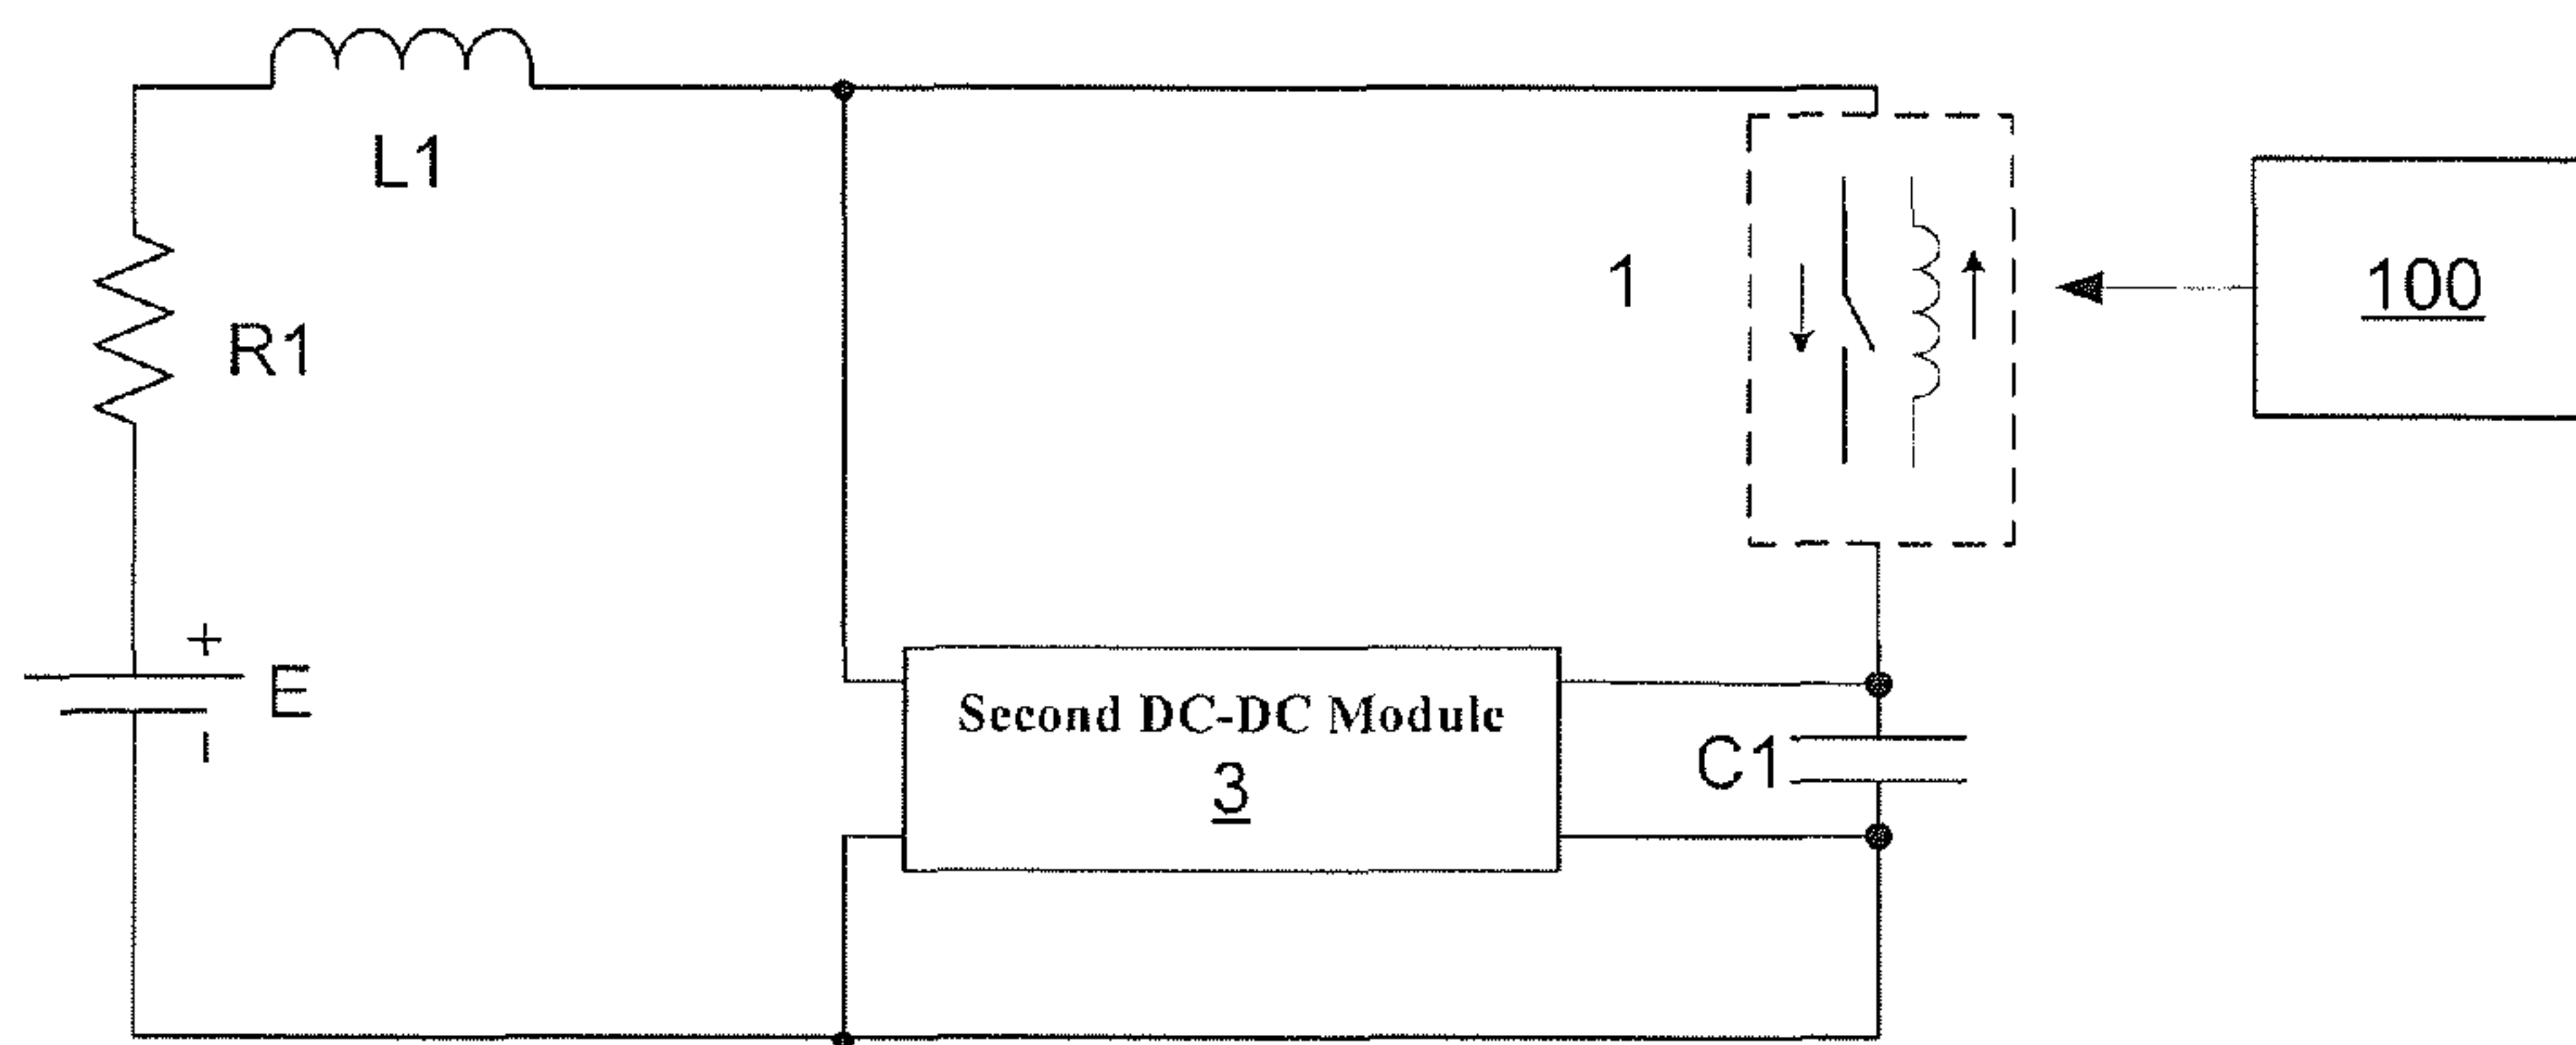 L1
1
100
R1
+
E
-
Second DC-DC Module
3
C1